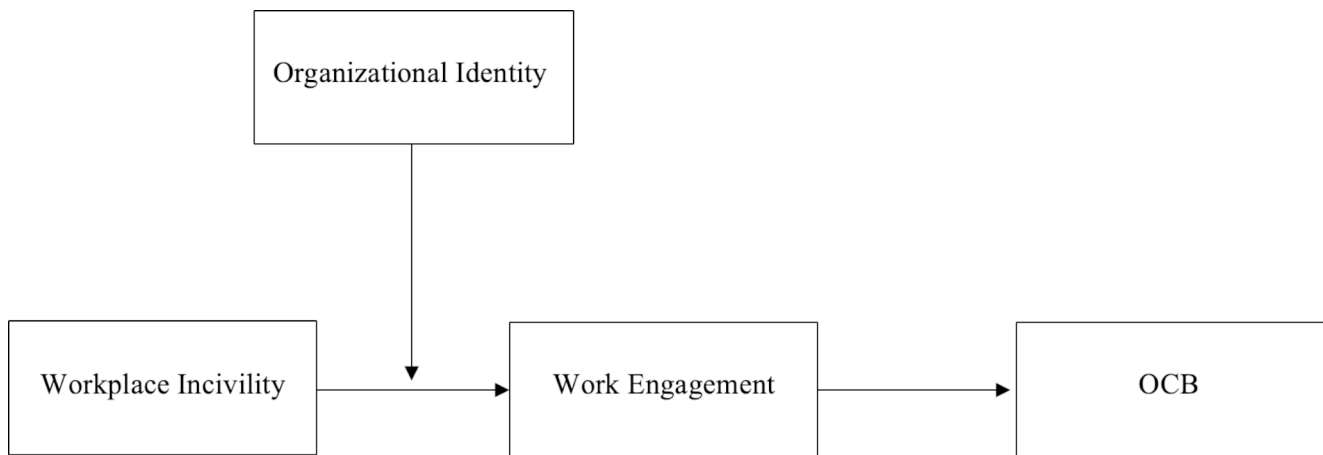 Organizational Identity
Workplace Incivility
Work Engagement
OCB